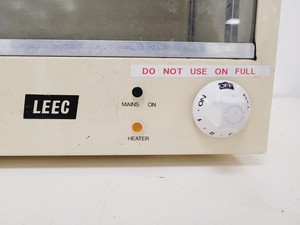 DO NOT USE ON FULL
LEEC
MAINS ON
OFF
ON
HEATER